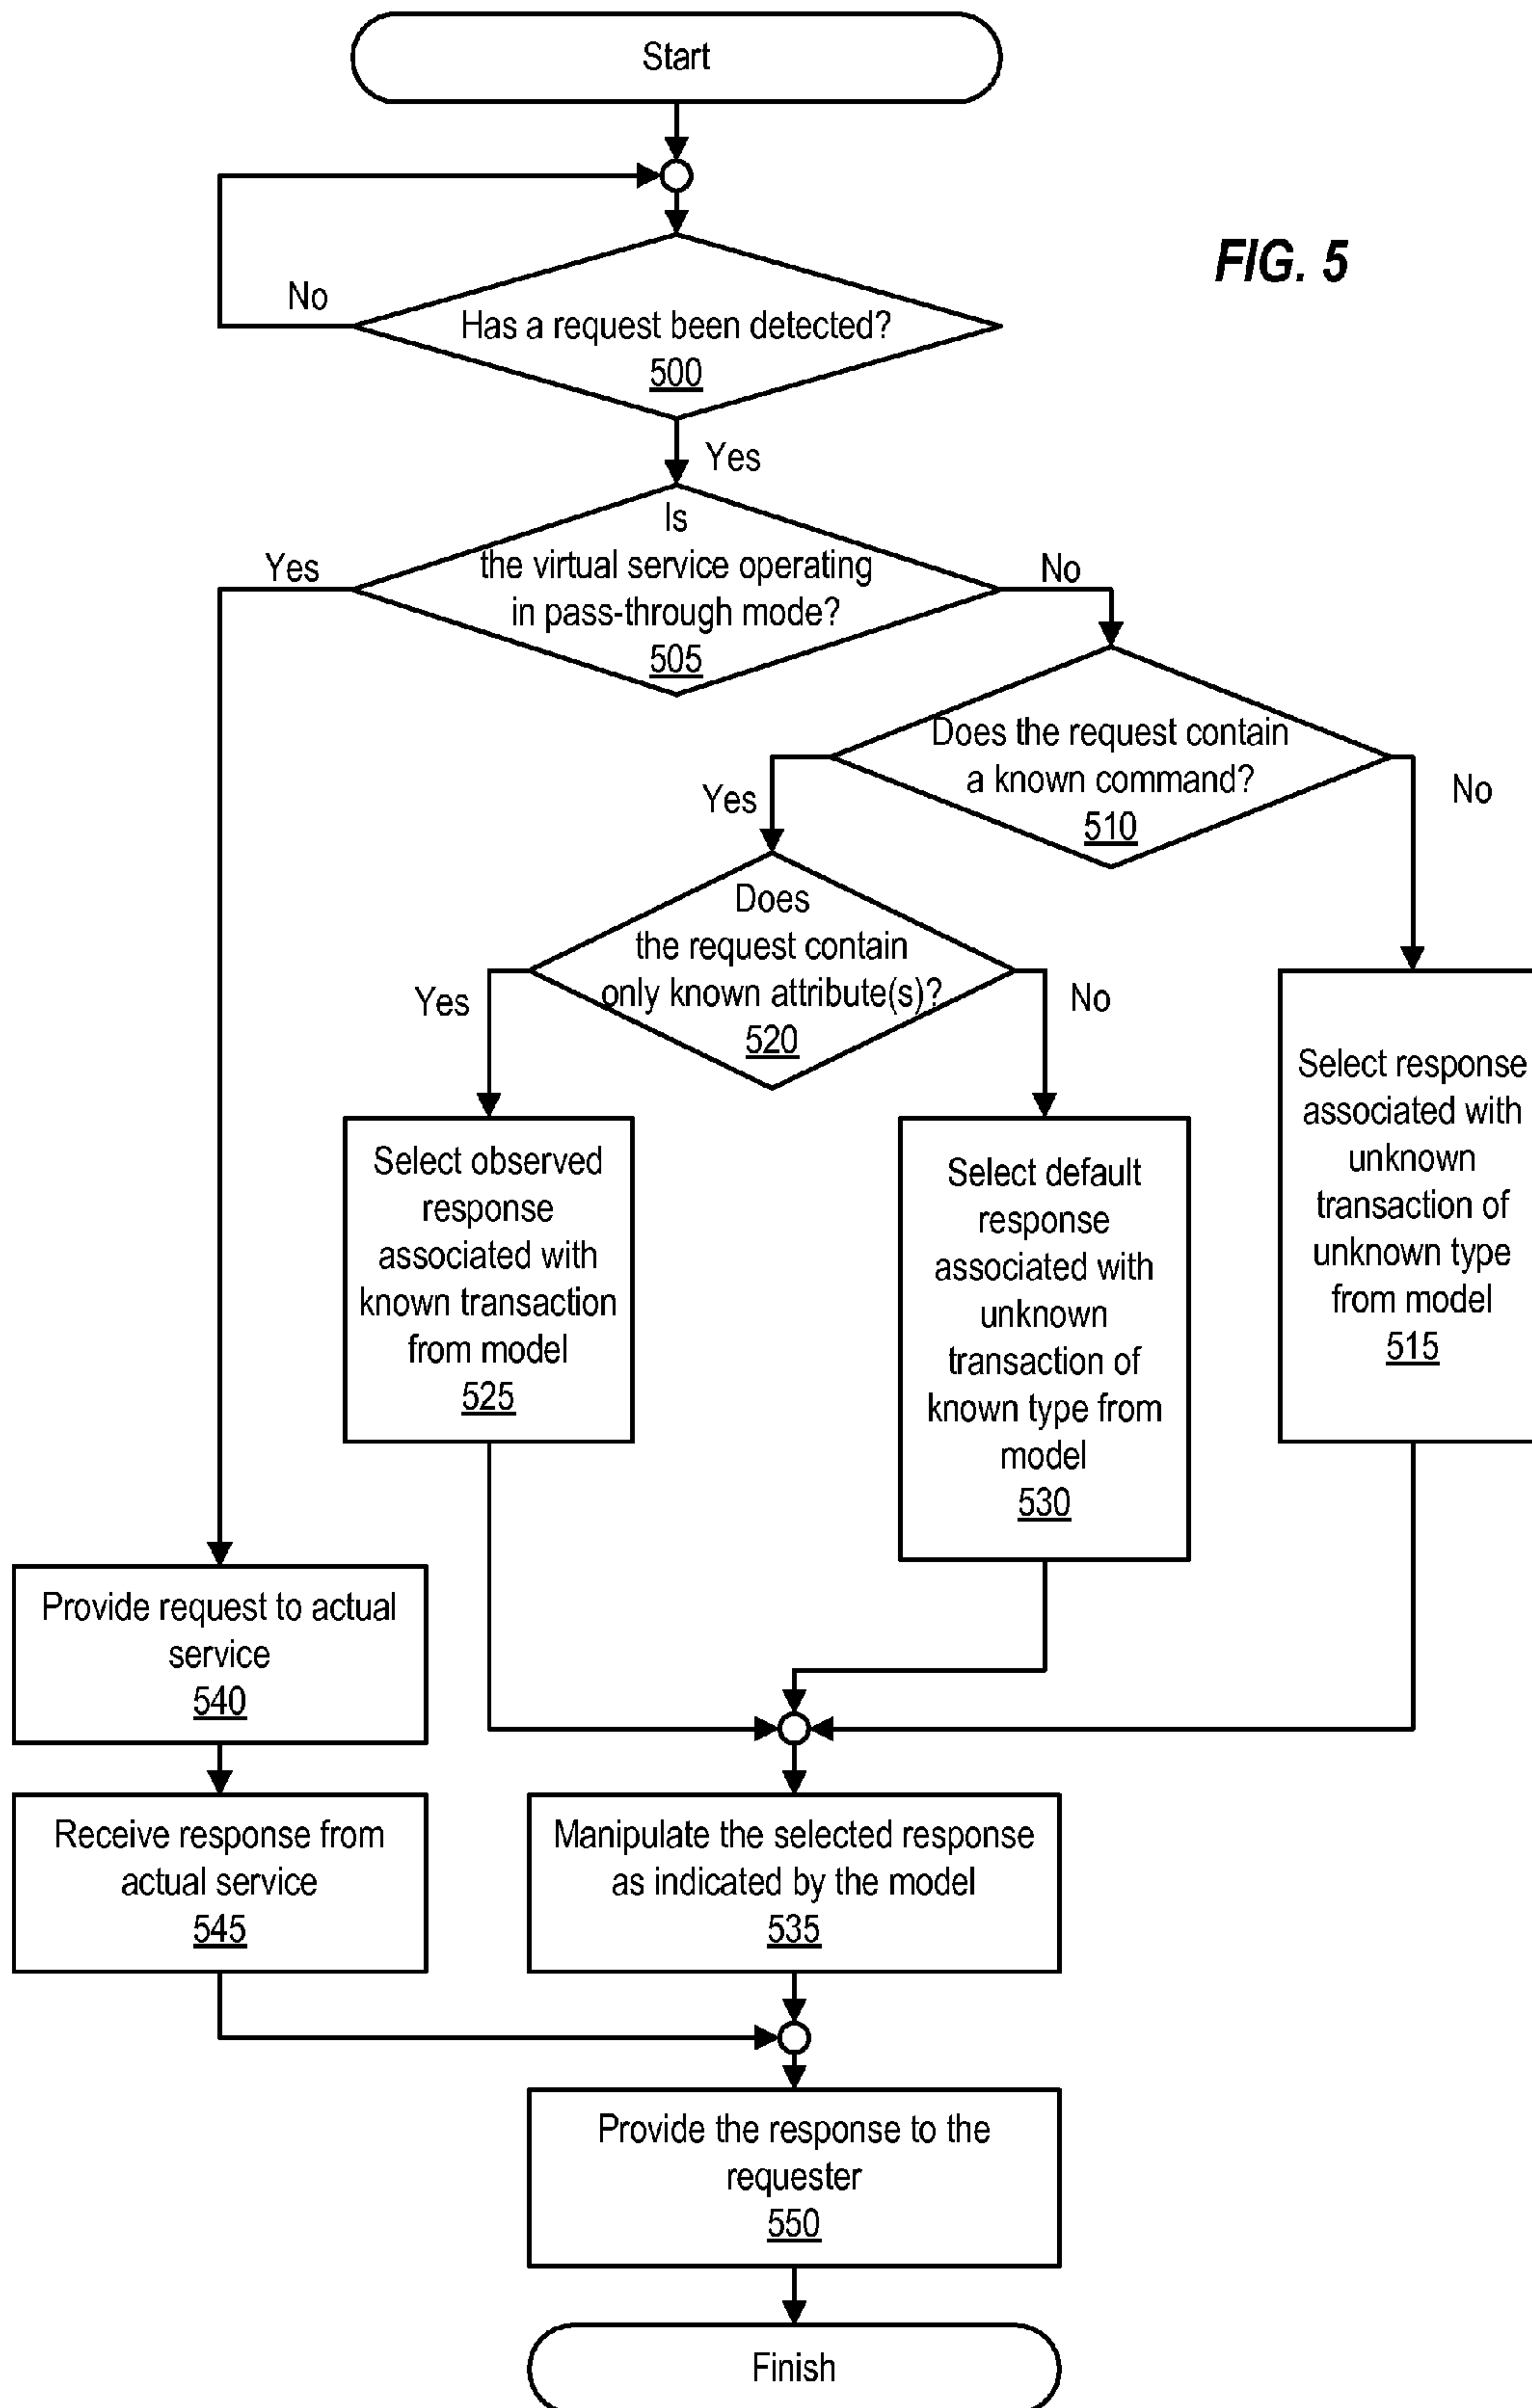 Start
FIG. 5
No
Has a request been detected?
500
Yes
Is
the virtual service operating
in pass-through mode?
505
Yes
No
Does the request contain
a known command?
510
Yes
No
Does
the request contain
only known attribute(s)?
520
Yes
No
Select observed
response
associated with
known transaction
from model
525
Select default
response
associated with
unknown
transaction of
known type from
model
530
Select response
associated with
unknown
transaction of
unknown type
from model
515
Provide request to actual
service
540
Receive response from
actual service
545
Manipulate the selected response
as indicated by the model
535
Provide the response to the
requester
550
Finish